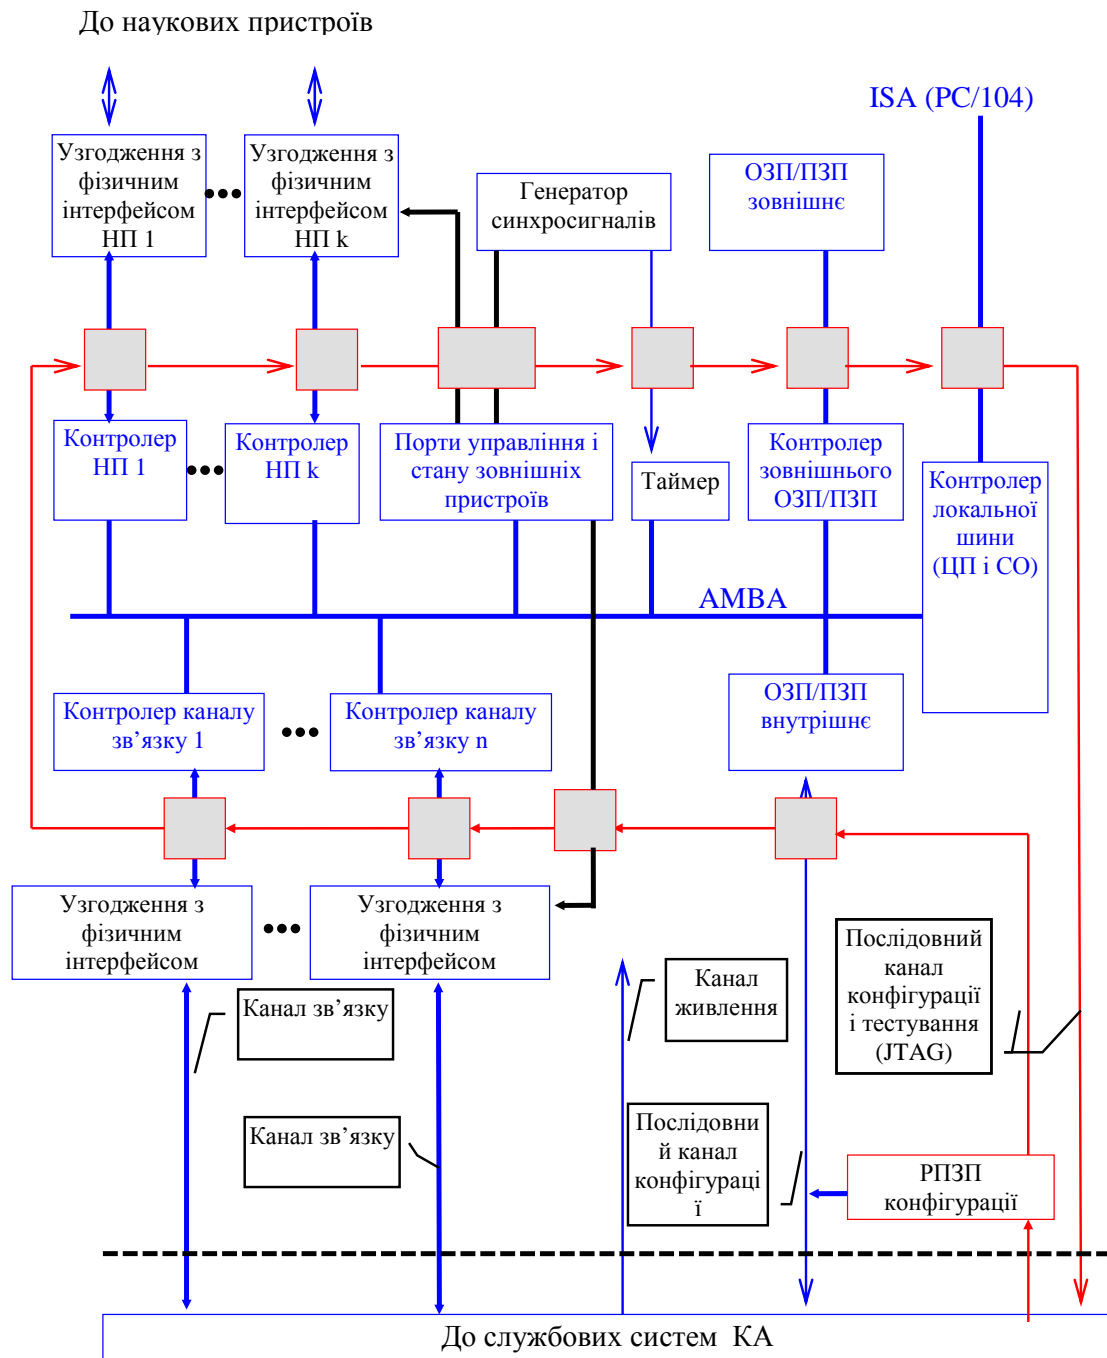 До наукових пристроїв
ISA (PC/104)
Узгодження з
фізичним
інтерфейсом
НП 1
Узгодження з
фізичним
інтерфейсом
НП k
Генератор
синхросигналів
ОЗП/ПЗП
зовнішнє
Контролер
НП 1
Контролер
НП k
Порти управління і
стану зовнішніх
пристроїв
Таймер
Контролер
зовнішнього
ОЗП/ПЗП
Контролер
локальної
шини
(ЦП і СО)
AMBA
Контролер каналу
зв’язку 1
Контролер каналу
зв’язку n
ОЗП/ПЗП
внутрішнє
Узгодження з
фізичним
інтерфейсом
Узгодження з
фізичним
інтерфейсом
Канал зв’язку
Канал
живлення
Послідовний
канал
конфігурації
і тестування
(JTAG)
Канал зв’язку
Послідовни
й канал
конфігураці
ї
РПЗП
конфігурації
До службових систем КА